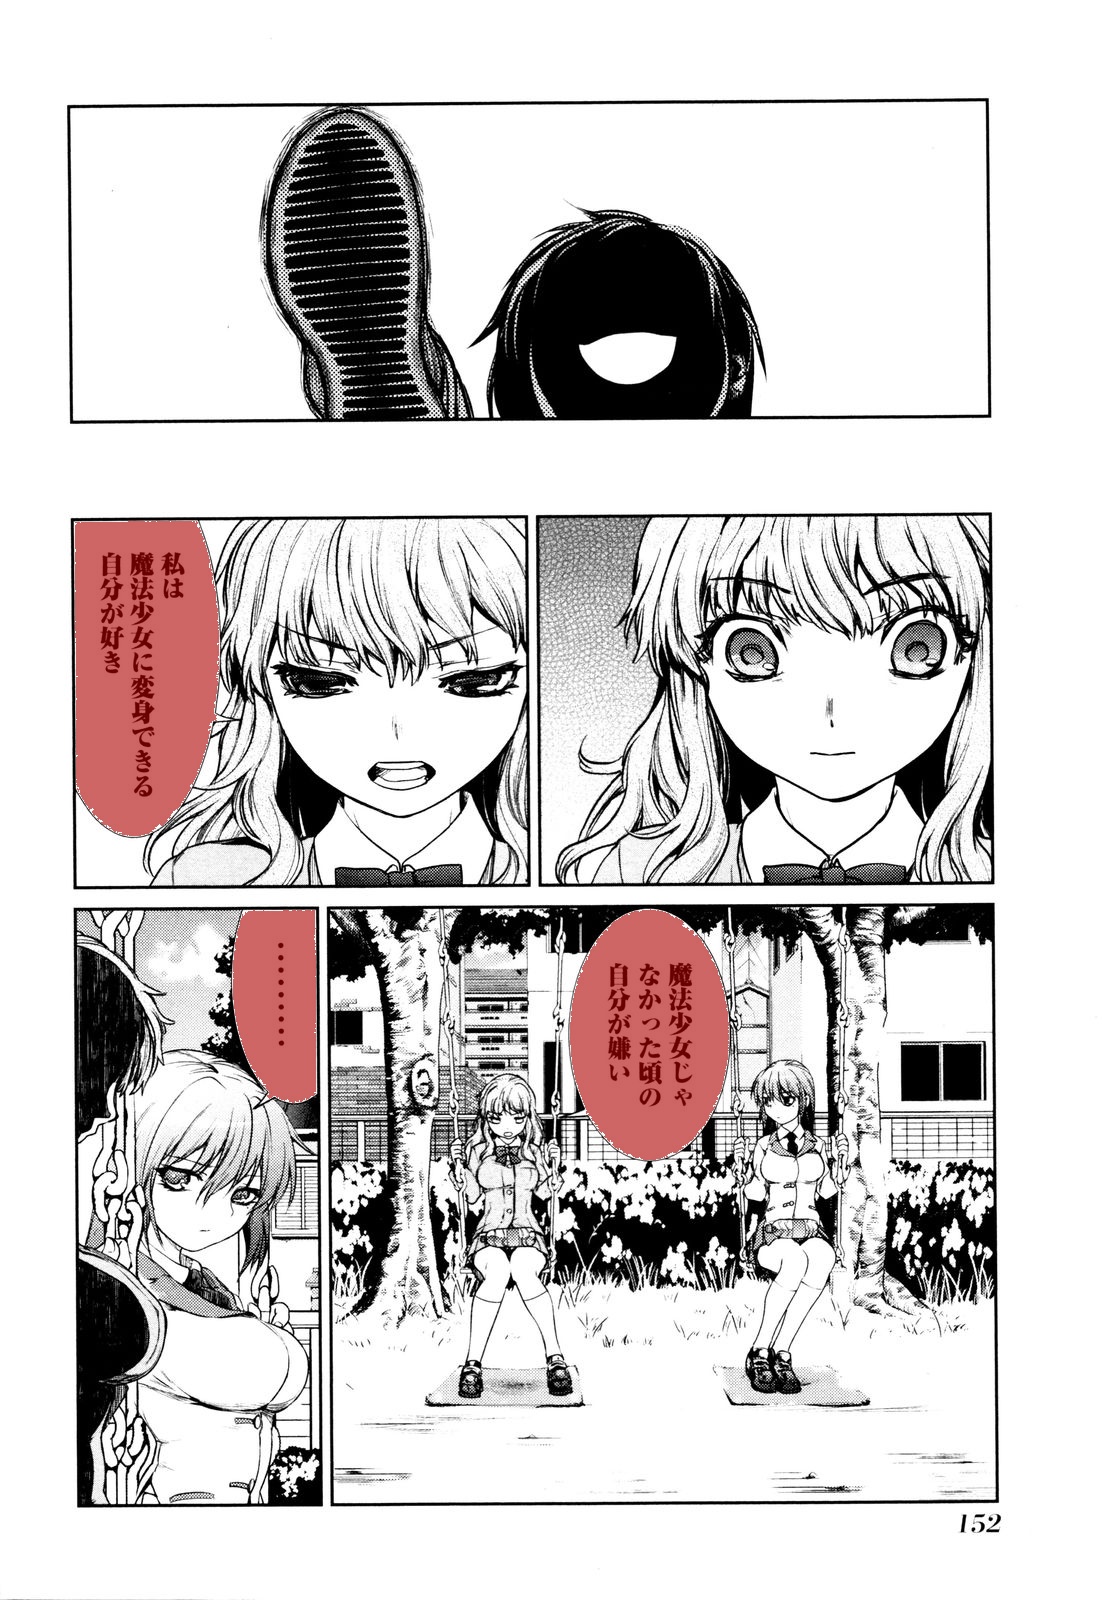 私は
魔法少女に変身できる
自分が好き
魔法少女じゃ
なかった頃の
自分が嫌い
………
152